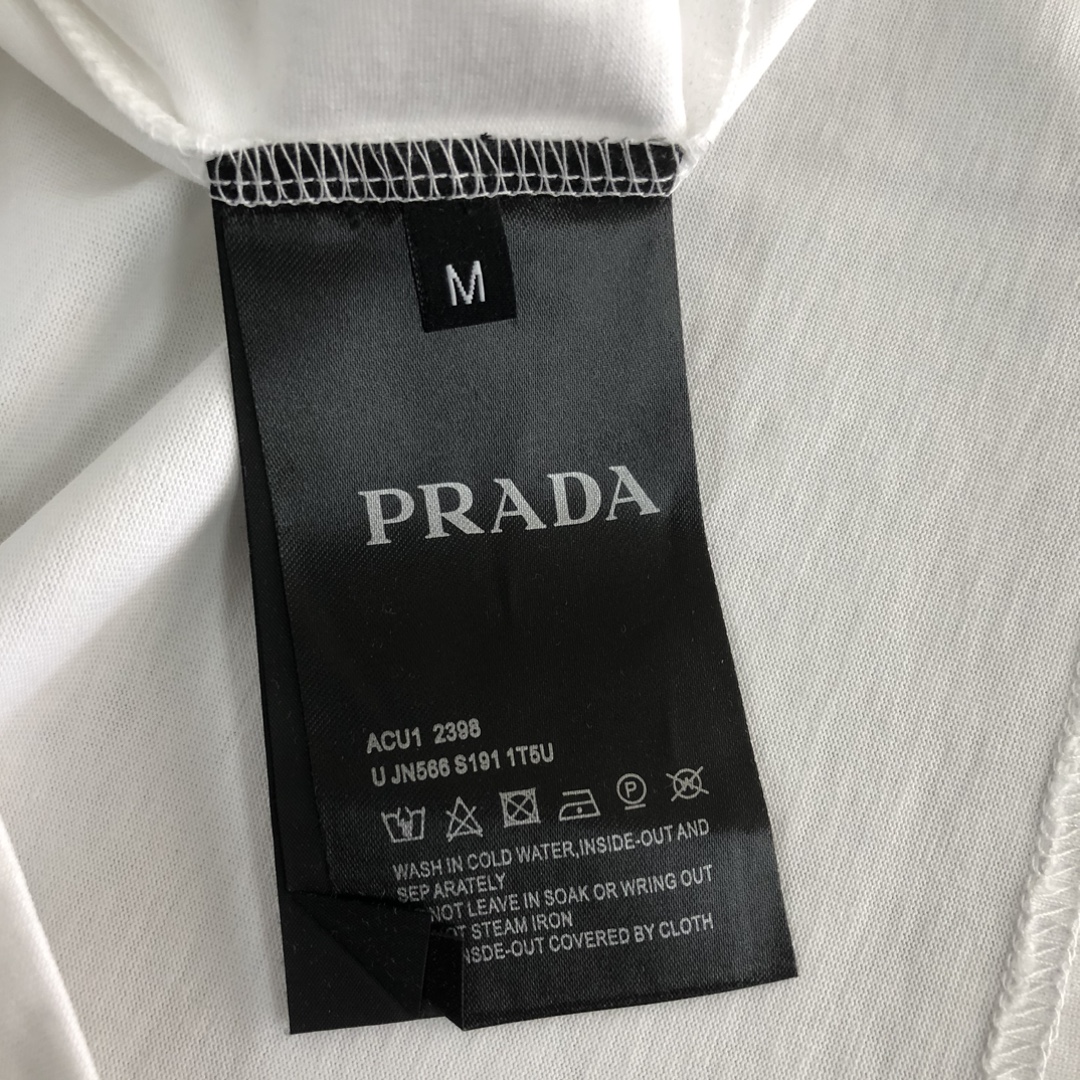 M
PRADA
ACU1 2398
U JN566 S191 1T5U
P W
WASH IN COLD WATER,INSIDE-OUT AND
SEP ARATELY
NOT LEAVE IN SOAK OR WRING OUT
STEAM IRON
COVERED BY CLOTH